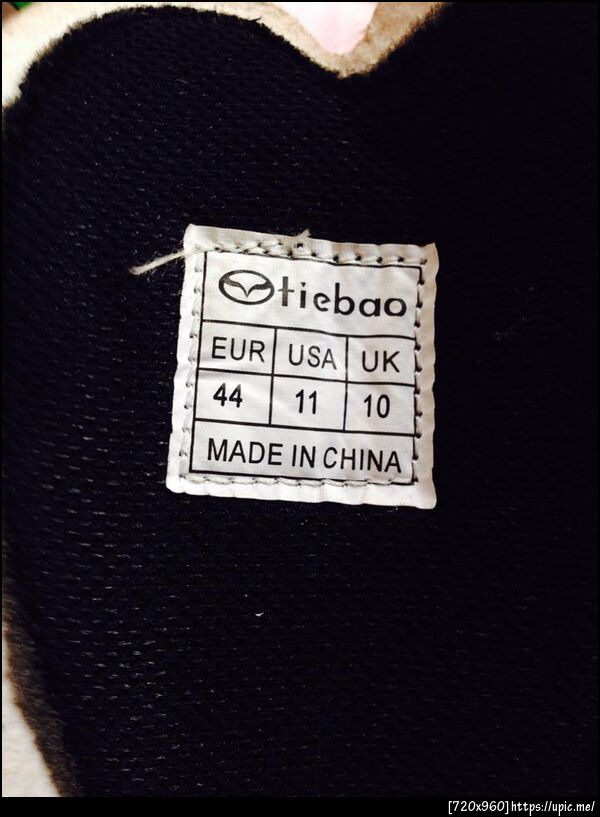 tiebao
EUR USA UK
44 11 10
MADE IN CHINA
[720x960]https://upic.me/